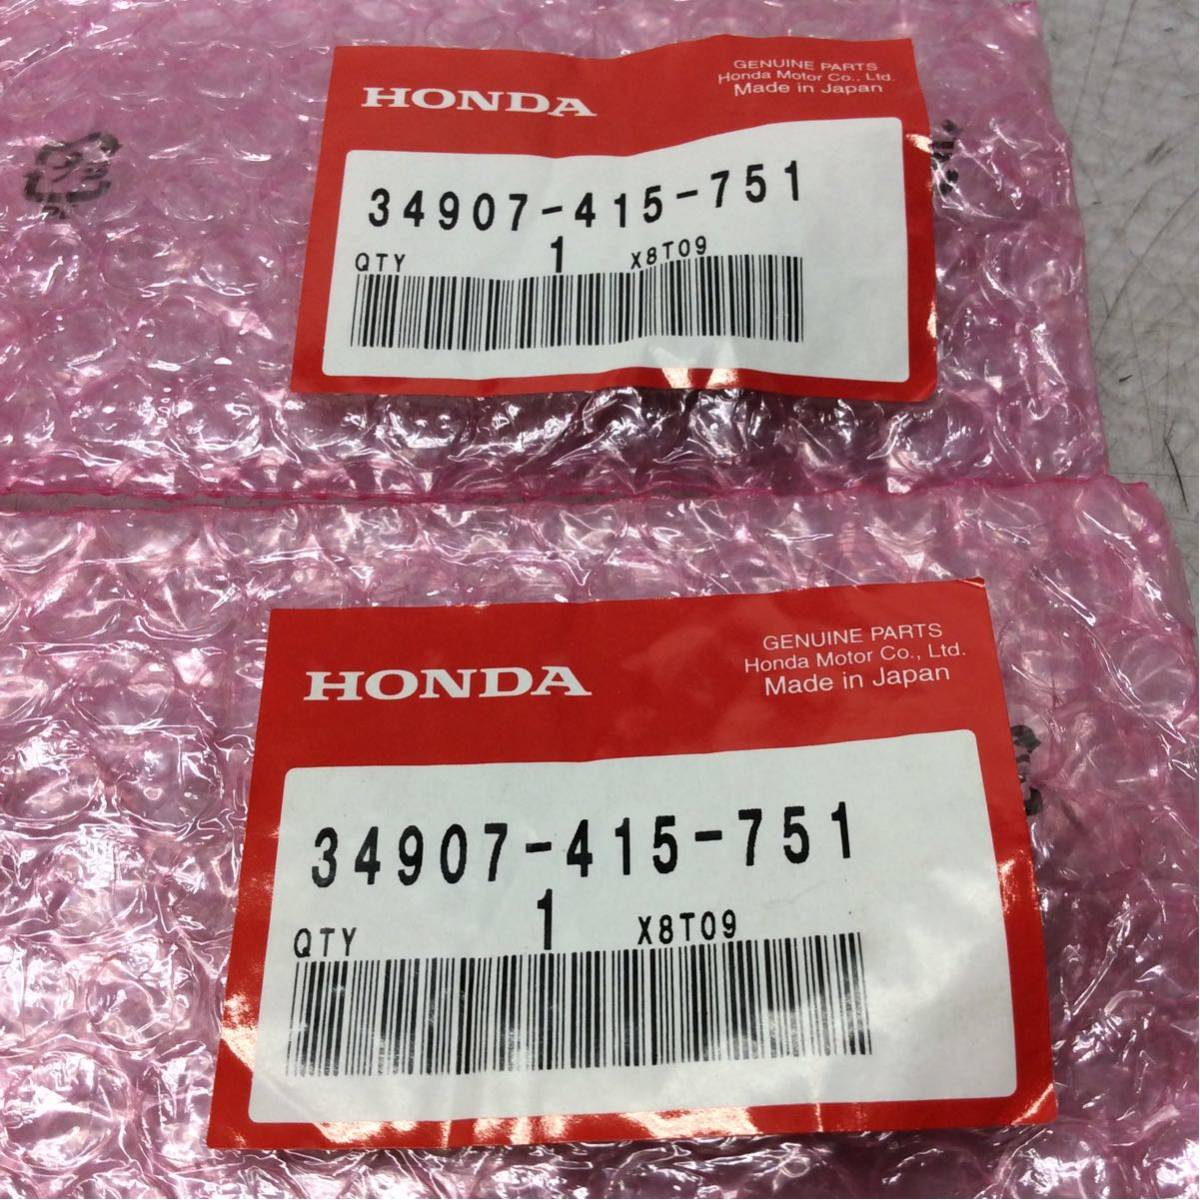 HONDA
GENUINE PARTS
Honda Motor Co., Ltd.
Made in Japan
34907-415-751
QTY 1 X8T09
HONDA
GENUINE PARTS
Honda Motor Co., Ltd.
Made in Japan
34907-415-751
QTY 1 X8T09